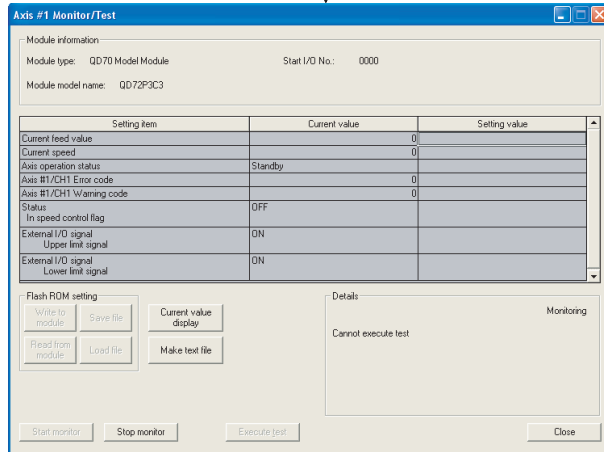 Axis #1 Monitor/Test
Module information
Module type: QD70 Model Module Start I/O No.: 0000
Module model name: QD72P3C3
Setting item Current value Setting value
Current feed value 0
Current speed 0
Axis operation status Standby
Axis #1/CH1 Error code 0
Axis #1/CH1 Warning code 0
Status OFF
In speed control flag
External I/O signal ON
Upper limit signal
External I/O signal ON
Lower limit signal
Flash ROM setting
Write to module
Save file
Current value display
Read from module
Load file
Make text file
Details
Monitoring
Cannot execute test
Start monitor Stop monitor Execute test Close